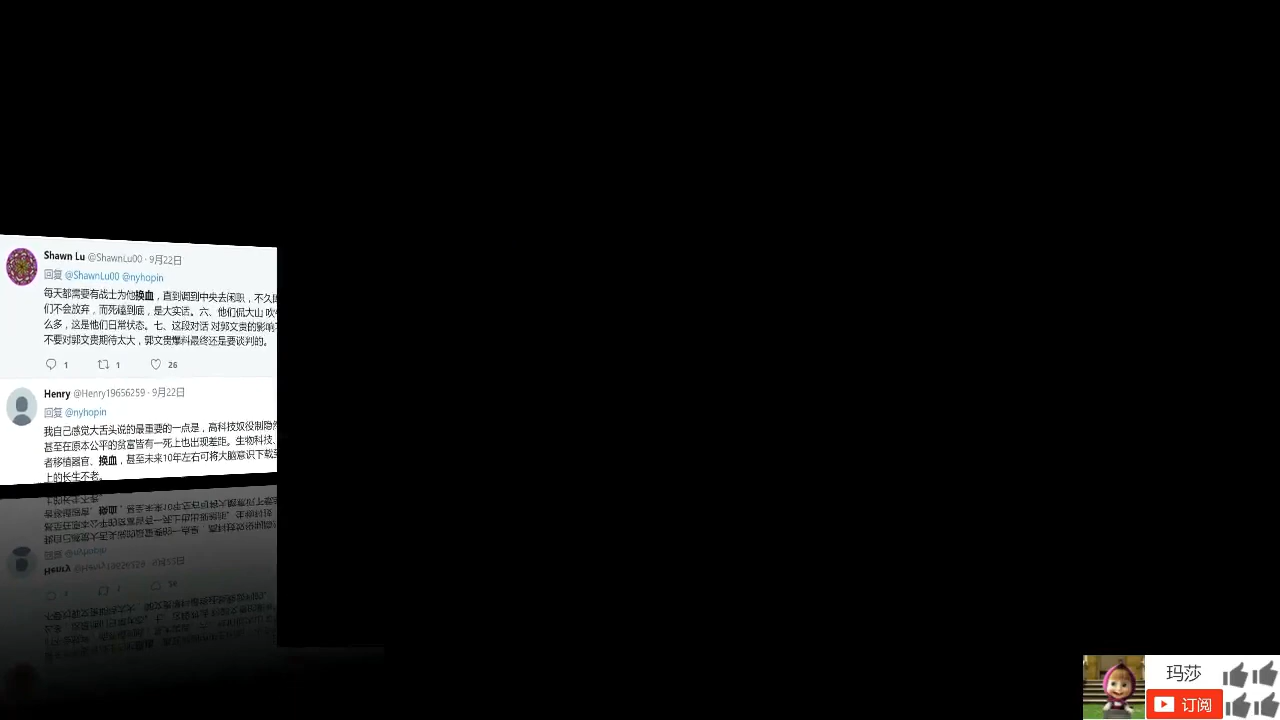 Shawn Lu @ShawnLu00 · 9月22日
回复 @ShawnLu00 @nyhopin
每天都需要有战士为他换血，直到调到中央去闲职，不久
们不会放弃，而死磕到底，是大实话。六、他们侃大山 吹
么多，这是他们日常状态。七、这段对话 对郭文贵的影响
不要对郭文贵期待太大，郭文贵爆料最终还是要谈判的。
1 1 26
Henry @Henry19656259 · 9月22日
回复 @nyhopin
我自己感觉大舌头说的最重要的一点是，高科技奴役制隐
甚至在原本公平的贫富皆有一死上也出现差距。生物科技、
者移植器官、换血，甚至未来10年左右可将大脑意识下载
上的长生不老。
玛莎
订阅